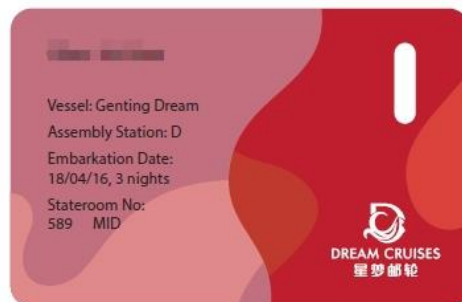 Vessel: Genting Dream
Assembly Station: D
Embarkation Date:
18/04/16, 3 nights
Stateroom No:
589 MID
DREAM CRUISES
星梦邮轮